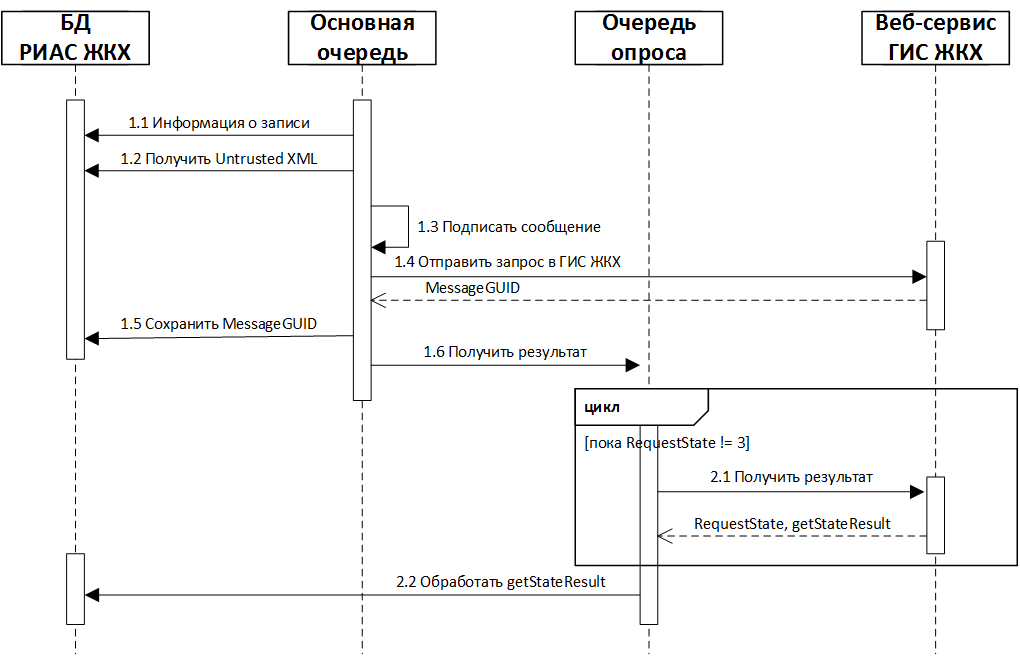 БД
РИАС ЖКХ
Основная
очередь
Очередь
опроса
Веб-сервис
ГИС ЖКХ
1.1 Информация о записи
1.2 Получить Untrusted XML
1.3 Подписать сообщение
1.4 Отправить запрос в ГИС ЖКХ
MessageGUID
1.5 Сохранить MessageGUID
1.6 Получить результат
цикл
[пока RequestState != 3]
2.1 Получить результат
RequestState, getStateResult
2.2 Обработать getStateResult